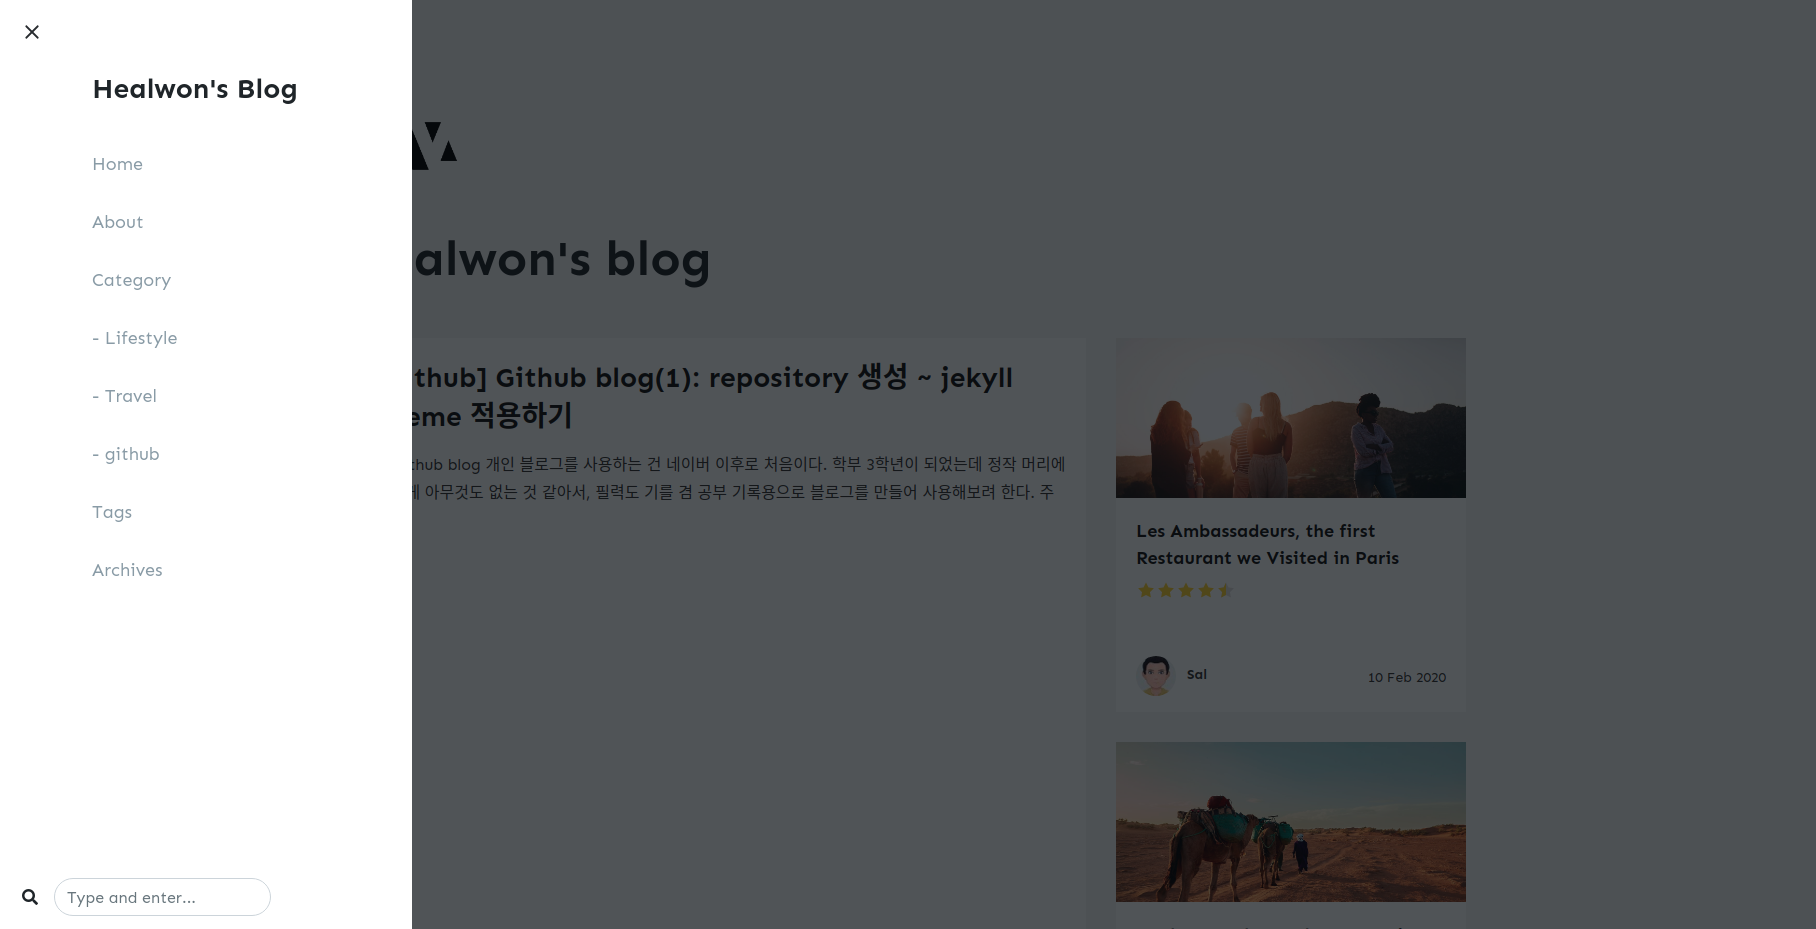 Healwon's Blog
Home
About
Category
- Lifestyle
- Travel
- github
Tags
Archives
Type and enter...
alwon's blog
thub] Github blog(1): repository 생성 ~ jekyll
eme 적용하기
thub blog 개인 블로그를 사용하는 건 네이버 이후로 처음이다. 학부 3학년이 되었는데 정작 머리에
아무것도 없는 것 같아서, 필력도 기를 겸 공부 기록용으로 블로그를 만들어 사용해보려 한다. 주
Les Ambassadeurs, the first
Restaurant we Visited in Paris
Sal
10 Feb 2020